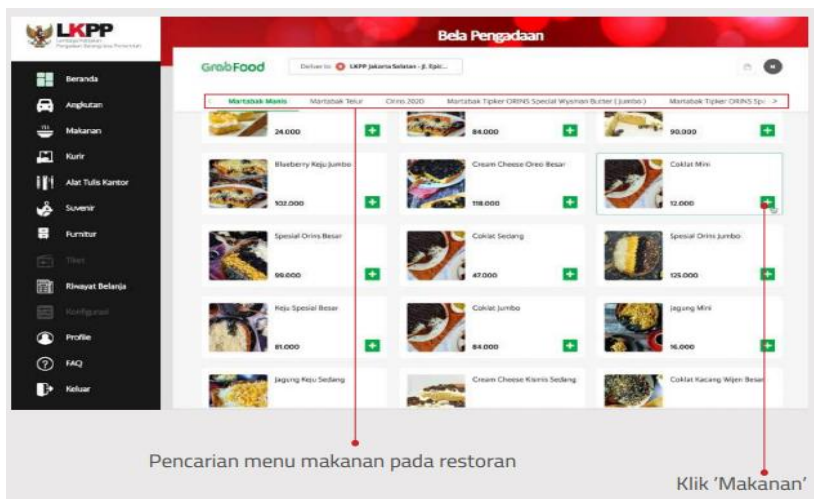 LKPP
Lembaga Kebijakan
Pengadaan Barang/Jasa Pemerintah
Bela Pengadaan
GrabFood
Deliver to LKPP Jakarta Selatan - Jl. Epic...
Beranda
Angkutan
Makanan
Kurir
Alat Tulis Kantor
Suvenir
Furnitur
Tiket
Riwayat Belanja
Konfigurasi
Profile
FAQ
Keluar
< Martabak Manis Martabak Telur Martabak Tipker ORINS Special Wysman Butter (Jumbo) Martabak Tipker ORINS Spe >
24.000 84.000 90.000
Blueberry Keju Jumbo Cream Cheese Oreo Besar Coklat Mini
102.000 118.000 12.000
Spesial Orins Besar Coklat Sedang Spesial Orins Jumbo
99.000 47.000 125.000
Keju Spesial Besar Coklat Jumbo Jagung Mini
81.000 84.000 16.000
Jagung Keju Sedang Cream Cheese Kismis Sedang Coklat Kacang Wijen Besar
Pencarian menu makanan pada restoran
Klik ‘Makanan’